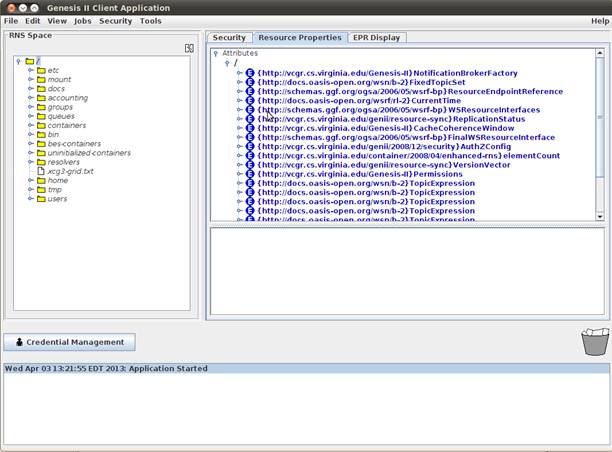 Genesis II Client Application
File Edit View Jobs Security Tools Help
RNS Space
/
etc
mount
docs
accounting
groups
queues
containers
bin
bes-containers
uninitialized-containers
resolvers
xcg3-grid.txt
home
tmp
users
Security Resource Properties EPR Display
Attributes
/
{http://vcgr.cs.virginia.edu/Genesis-II}NotificationBrokerFactory
{http://docs.oasis-open.org/wsn/b-2}FixedTopicSet
{http://schemas.ggf.org/ogsa/2006/05/wsrf-bp}ResourceEndpointReference
{http://docs.oasis-open.org/wsrf/rl-2}CurrentTime
{http://schemas.ggf.org/ogsa/2006/05/wsrf-bp}WSResourceInterfaces
{http://vcgr.cs.virginia.edu/genii/resource-sync}ReplicationStatus
{http://vcgr.cs.virginia.edu/Genesis-II}CacheCoherenceWindow
{http://schemas.ggf.org/ogsa/2006/05/wsrf-bp}FinalWSResourceInterface
{http://vcgr.cs.virginia.edu/genii/2008/12/security}AuthZConfig
{http://vcgr.cs.virginia.edu/container/2008/04/enhanced-rns}elementCount
{http://vcgr.cs.virginia.edu/genii/resource-sync}VersionVector
{http://vcgr.cs.virginia.edu/Genesis-II}Permissions
{http://docs.oasis-open.org/wsn/b-2}TopicExpression
{http://docs.oasis-open.org/wsn/b-2}TopicExpression
{http://docs.oasis-open.org/wsn/b-2}TopicExpression
{http://docs.oasis-open.org/wsn/b-2}TopicExpression
{http://docs.oasis-open.org/wsn/b-2}TopicExpression
Credential Management
Wed Apr 03 13:21:55 EDT 2013: Application Started